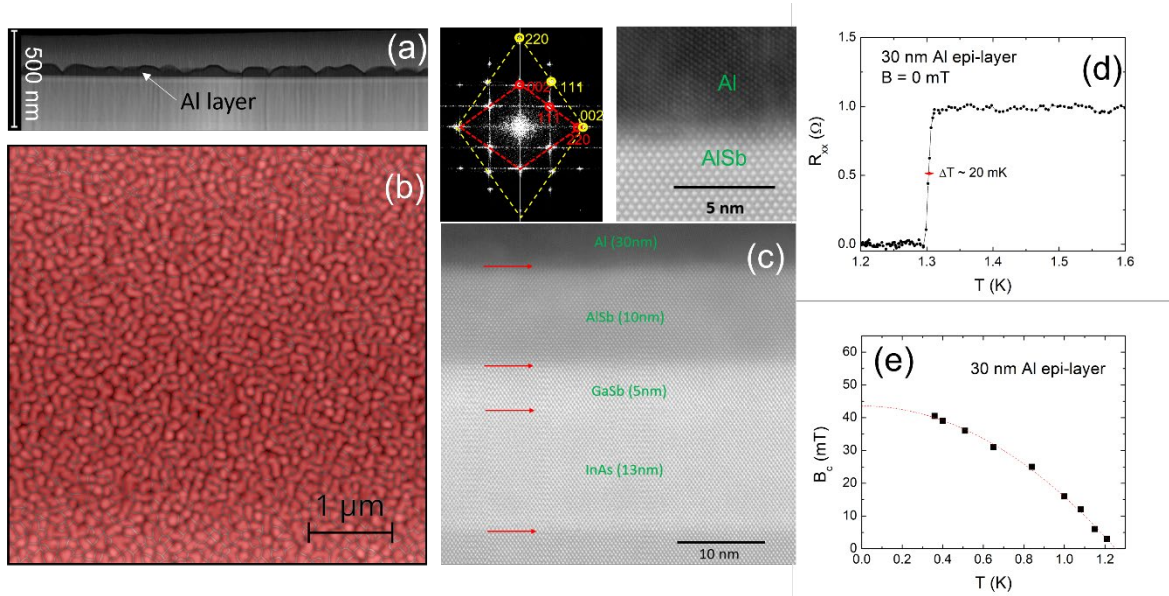 500 nm
(a)
Al layer
(b)
1 µm
220
002
111
111
002
220
Al
AlSb
5 nm
Al (30nm)
(c)
AlSb (10nm)
GaSb (5nm)
InAs (13nm)
10 nm
30 nm Al epi-layer
B = 0 mT
(d)
1.5
1.0
0.5
0.0
Rxx (Ω)
ΔT ~ 20 mK
1.2 1.3 1.4 1.5 1.6
T (K)
(e)
30 nm Al epi-layer
60
50
40
30
20
10
0
Bc (mT)
0.0 0.2 0.4 0.6 0.8 1.0 1.2
T (K)